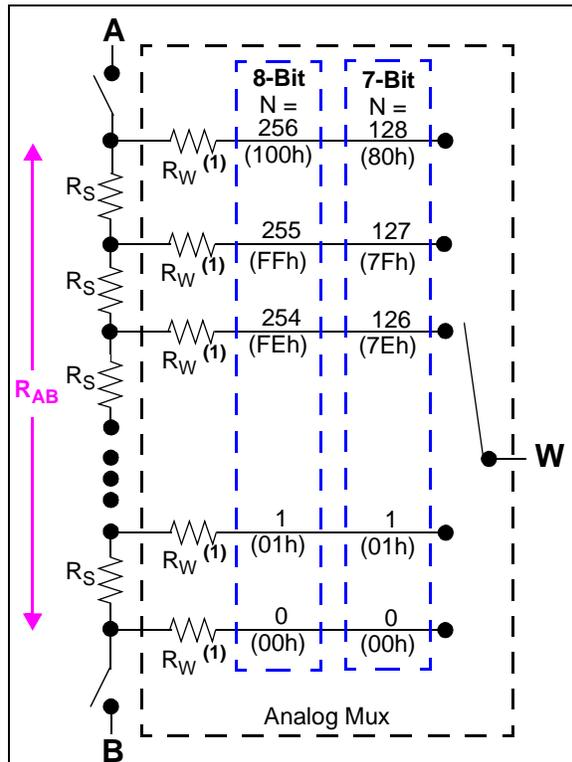 A
8-Bit
N =
7-Bit
N =
256
(100h)
128
(80h)
RW (1)
RS
255
(FFh)
127
(7Fh)
RW (1)
RS
254
(FEh)
126
(7Eh)
RW (1)
RS
RAB
W
1
(01h)
1
(01h)
RW (1)
RS
0
(00h)
0
(00h)
RW (1)
Analog Mux
B